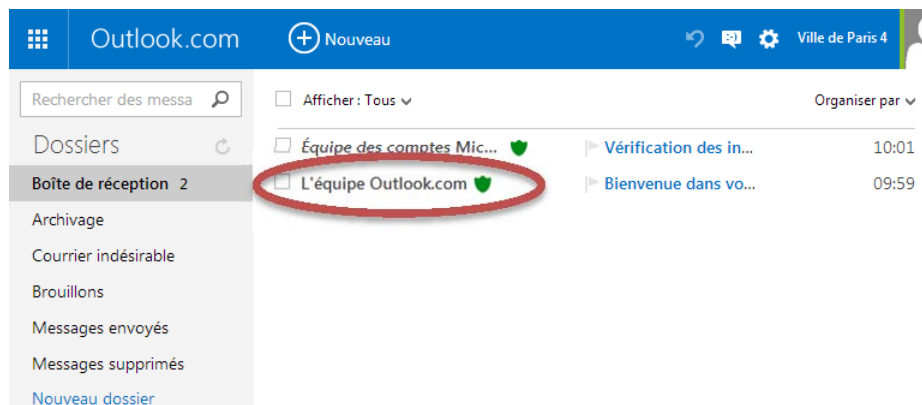 Outlook.com
Nouveau
Ville de Paris 4
Rechercher des messa
Afficher : Tous
Organiser par
Dossiers
Équipe des comptes Mic... Vérification des in... 10:01
Boîte de réception 2
L'équipe Outlook.com Bienvenue dans vo... 09:59
Archivage
Courrier indésirable
Brouillons
Messages envoyés
Messages supprimés
Nouveau dossier